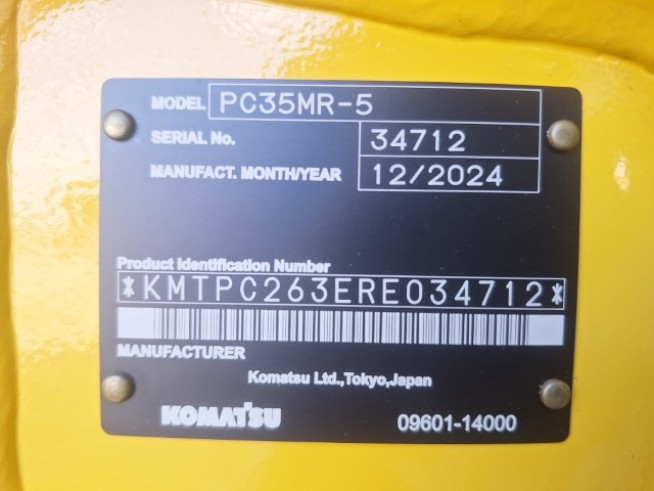 MODEL PC35MR-5
SERIAL No. 34712
MANUFACT. MONTH/YEAR 12/2024
Product Identification Number
*KMTPC263ERE034712*
MANUFACTURER
Komatsu Ltd.,Tokyo,Japan
KOMATSU 09601-14000